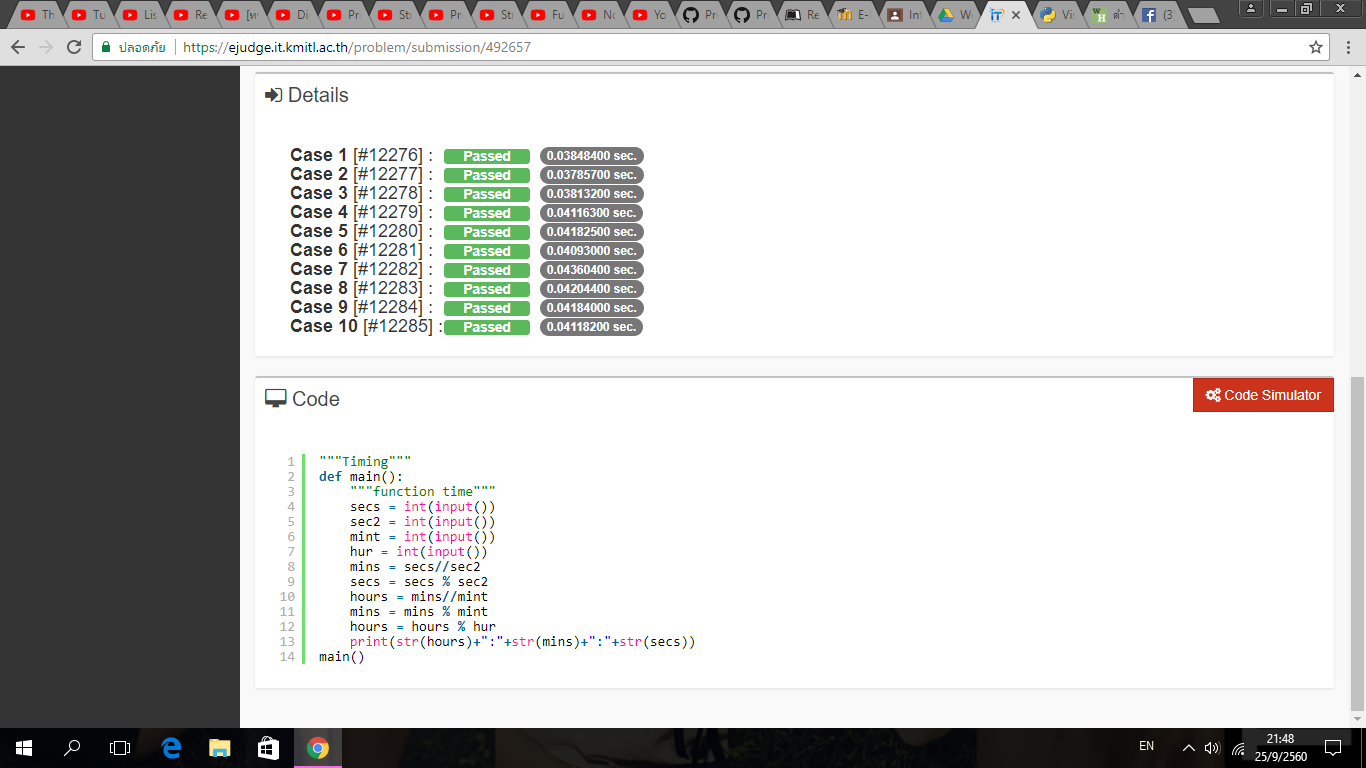 Th Tu Lis Re [ท Di Pr Sti Pr St Fu No Yo Pr Pr Re E- Int W Vis คำ (3
ปลอดภัย https://ejudge.it.kmitl.ac.th/problem/submission/492657
Details
Case 1 [#12276] : Passed 0.03848400 sec.
Case 2 [#12277] : Passed 0.03785700 sec.
Case 3 [#12278] : Passed 0.03813200 sec.
Case 4 [#12279] : Passed 0.04116300 sec.
Case 5 [#12280] : Passed 0.04182500 sec.
Case 6 [#12281] : Passed 0.04093000 sec.
Case 7 [#12282] : Passed 0.04360400 sec.
Case 8 [#12283] : Passed 0.04204400 sec.
Case 9 [#12284] : Passed 0.04184000 sec.
Case 10 [#12285] : Passed 0.04118200 sec.
Code
Code Simulator
1 """Timing"""
2 def main():
3 """function time"""
4 secs = int(input())
5 sec2 = int(input())
6 mint = int(input())
7 hur = int(input())
8 mins = secs//sec2
9 secs = secs % sec2
10 hours = mins//mint
11 mins = mins % mint
12 hours = hours % hur
13 print(str(hours)+":"+str(mins)+":"+str(secs))
14 main()
EN
21:48
25/9/2560